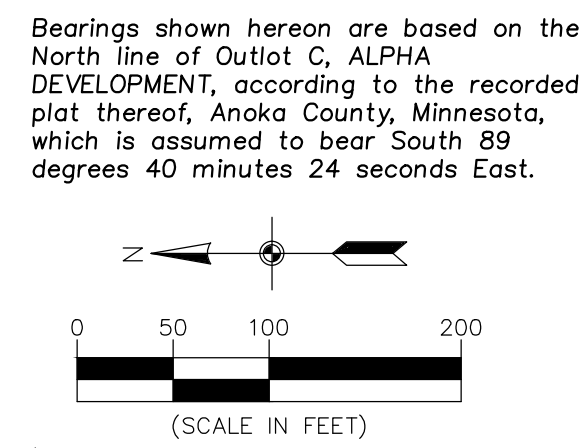 Bearings shown hereon are based on the
North line of Outlot C, ALPHA
DEVELOPMENT, according to the recorded
plat thereof, Anoka County, Minnesota,
which is assumed to bear South 89
degrees 40 minutes 24 seconds East.
N
0 50 100 200
(SCALE IN FEET)